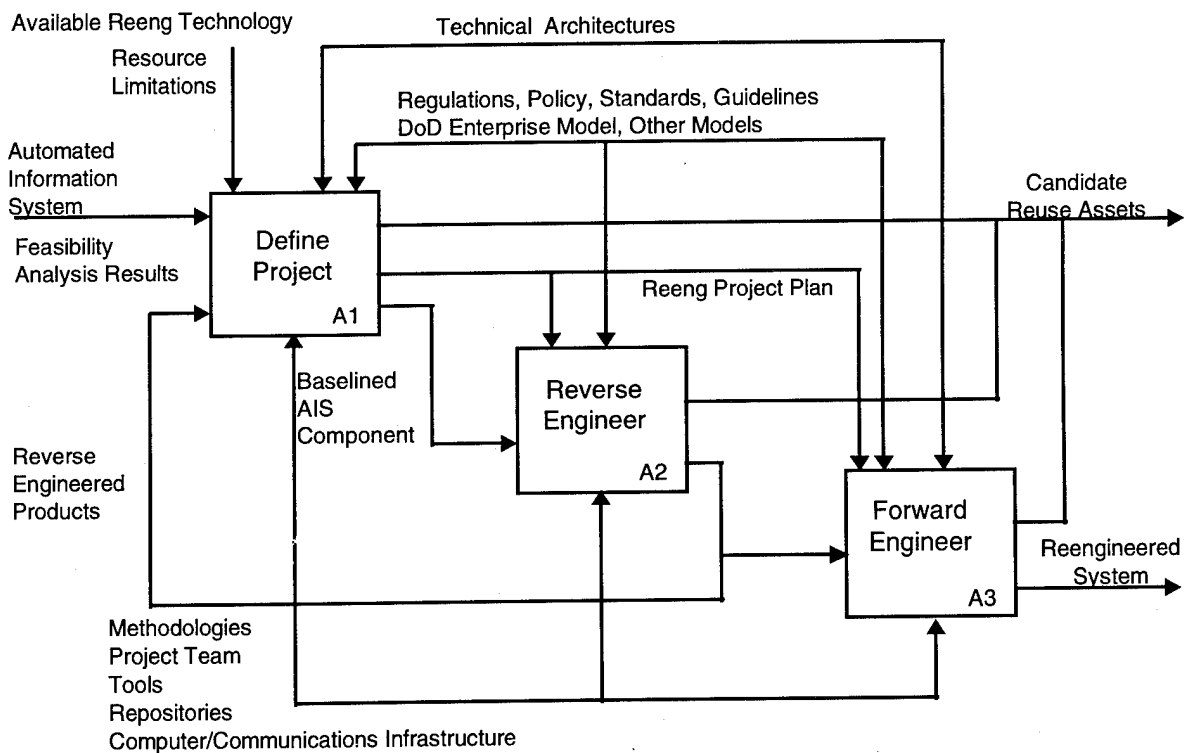 Available Reeng Technology
Resource
Limitations
Technical Architectures
Regulations, Policy, Standards, Guidelines
DoD Enterprise Model, Other Models
Automated
Information
System
Feasibility
Analysis Results
Define
Project
A1
Candidate
Reuse Assets
Reeng Project Plan
Baselined
AIS
Component
Reverse
Engineer
A2
Reverse
Engineered
Products
Forward
Engineer
A3
Reengineered
System
Methodologies
Project Team
Tools
Repositories
Computer/Communications Infrastructure